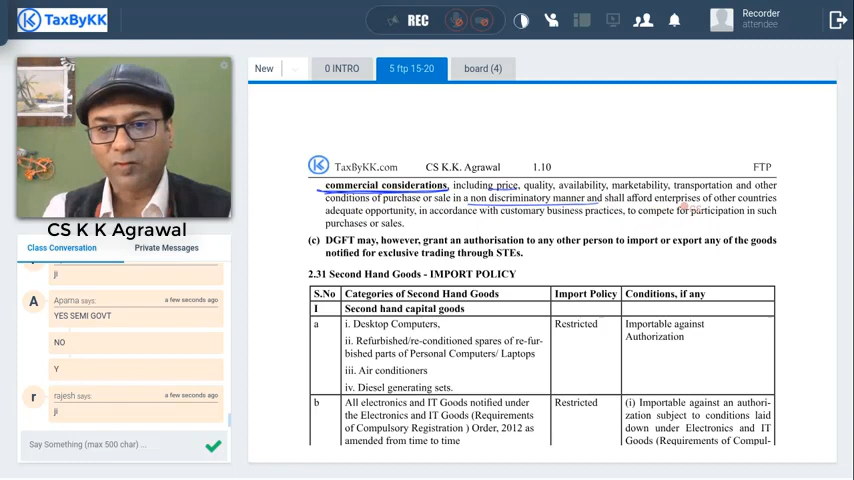 TaxByKK
REC
Recorder
attendee
New
0 INTRO
5 ftp 15-20
board (4)
CS K K Agrawal
Class Conversation
Private Messages
ji
A
Aparna says:
a few seconds ago
YES SEMI GOVT
NO
Y
r
rajesh says:
a few seconds ago
ji
Say Something (max 500 char) ...
TaxByKK.com CS K.K. Agrawal 1.10 FTP
commercial considerations, including price, quality, availability, marketability, transportation and other
conditions of purchase or sale in a non discriminatory manner and shall afford enterprises of other countries
adequate opportunity, in accordance with customary business practices, to compete for participation in such
purchases or sales.
(c) DGFT may, however, grant an authorisation to any other person to import or export any of the goods
notified for exclusive trading through STEs.
2.31 Second Hand Goods - IMPORT POLICY
S.No Categories of Second Hand Goods Import Policy Conditions, if any
I Second hand capital goods
a i. Desktop Computers, Restricted Importable against
Authorization
ii. Refurbished/re-conditioned spares of re-fur-
bished parts of Personal Computers/ Laptops
iii. Air conditioners
iv. Diesel generating sets.
b All electronics and IT Goods notified under Restricted (i) Importable against an authori-
the Electronics and IT Goods (Requirements zation subject to conditions laid
of Compulsory Registration ) Order, 2012 as down under Electronics and IT
amended from time to time Goods (Requirements of Compul-